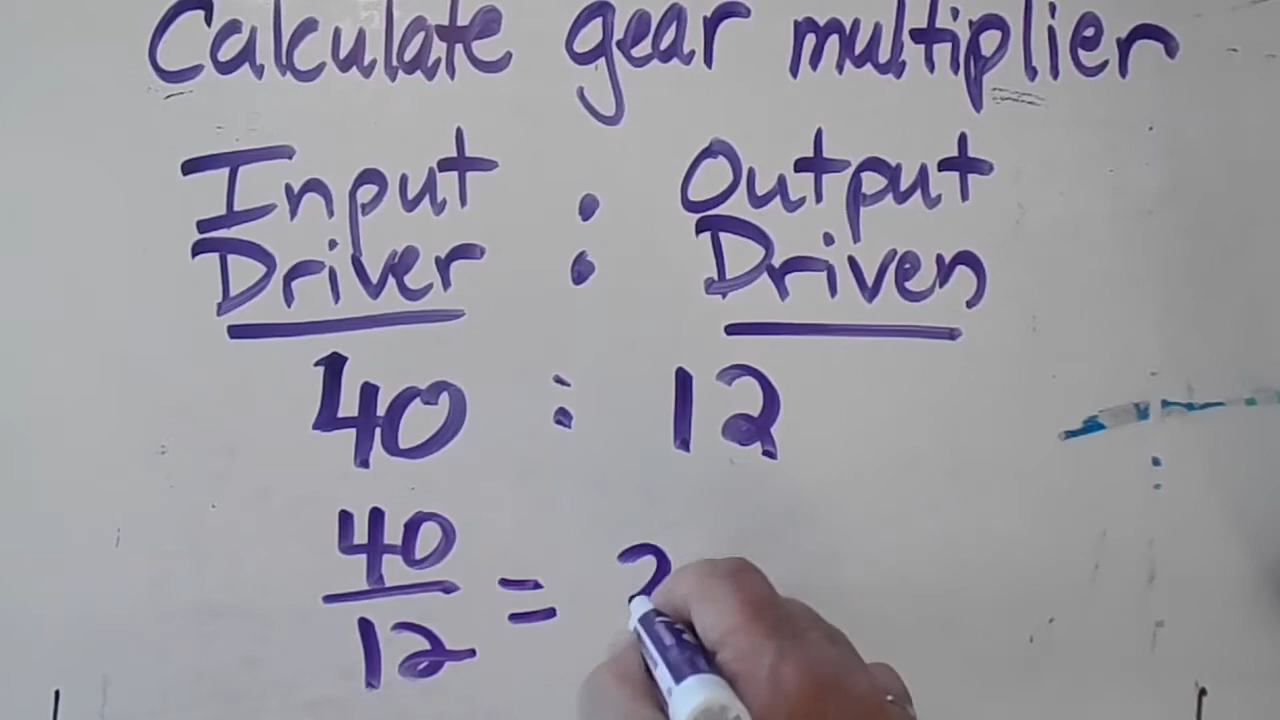 Calculate gear multiplier
Input : Output
Driver : Driven
40 : 12
40
12 =